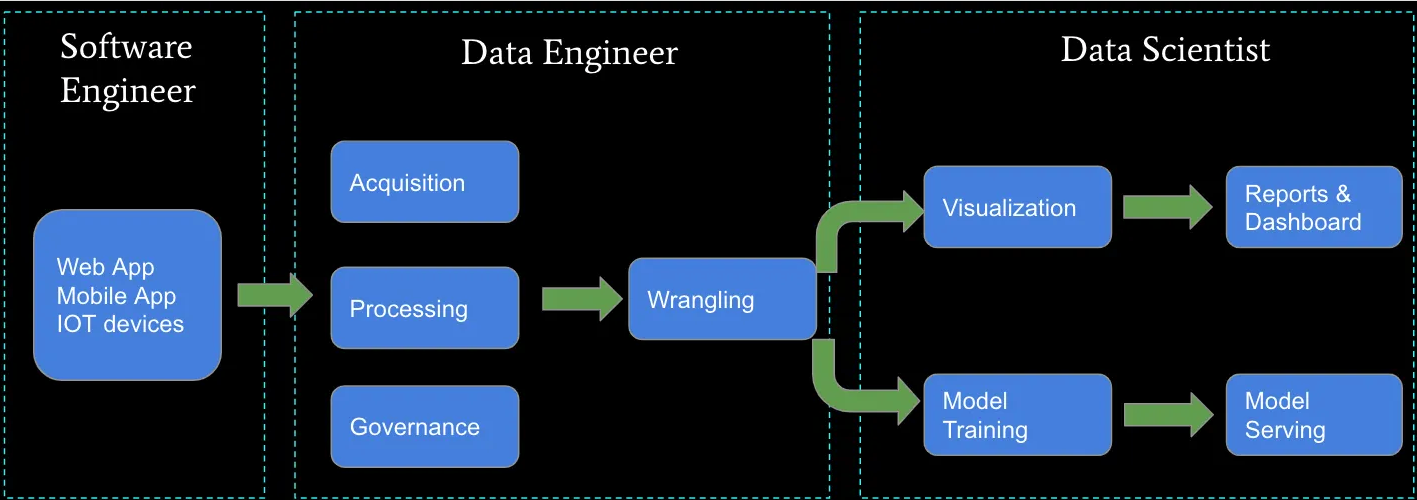 Software
Engineer
Data Engineer
Data Scientist
Web App
Mobile App
IOT devices
Acquisition
Processing
Governance
Wrangling
Visualization
Reports &
Dashboard
Model
Training
Model
Serving